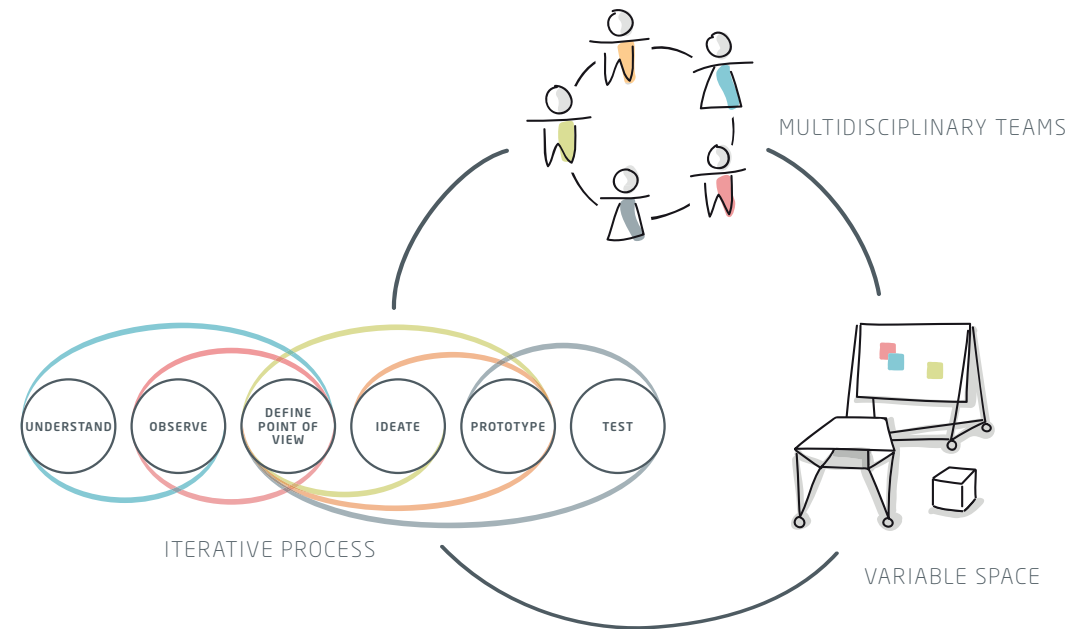 MULTIDISCIPLINARY TEAMS
UNDERSTAND
OBSERVE
DEFINE
POINT OF
VIEW
IDEATE
PROTOTYPE
TEST
ITERATIVE PROCESS
VARIABLE SPACE